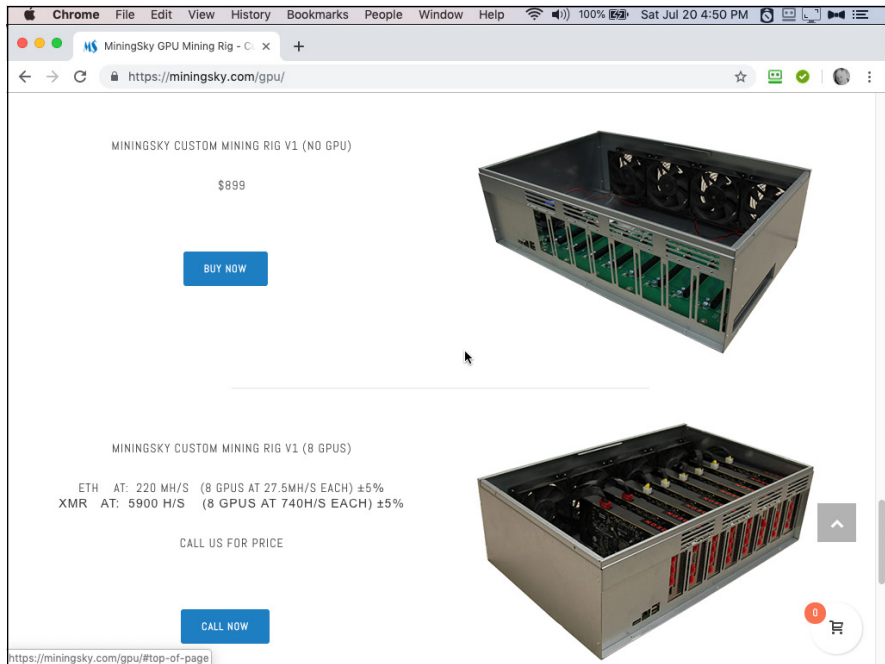 Chrome File Edit View History Bookmarks People Window Help 100% Sat Jul 20 4:50 PM
MS MiningSky GPU Mining Rig - C
https://miningsky.com/gpu/
MININGSKY CUSTOM MINING RIG V1 (NO GPU)
$899
BUY NOW
MININGSKY CUSTOM MINING RIG V1 (8 GPUS)
ETH AT: 220 MH/S (8 GPUS AT 27.5MH/S EACH) ±5%
XMR AT: 5900 H/S (8 GPUS AT 740H/S EACH) ±5%
CALL US FOR PRICE
CALL NOW
0
https://miningsky.com/gpu/#top-of-page